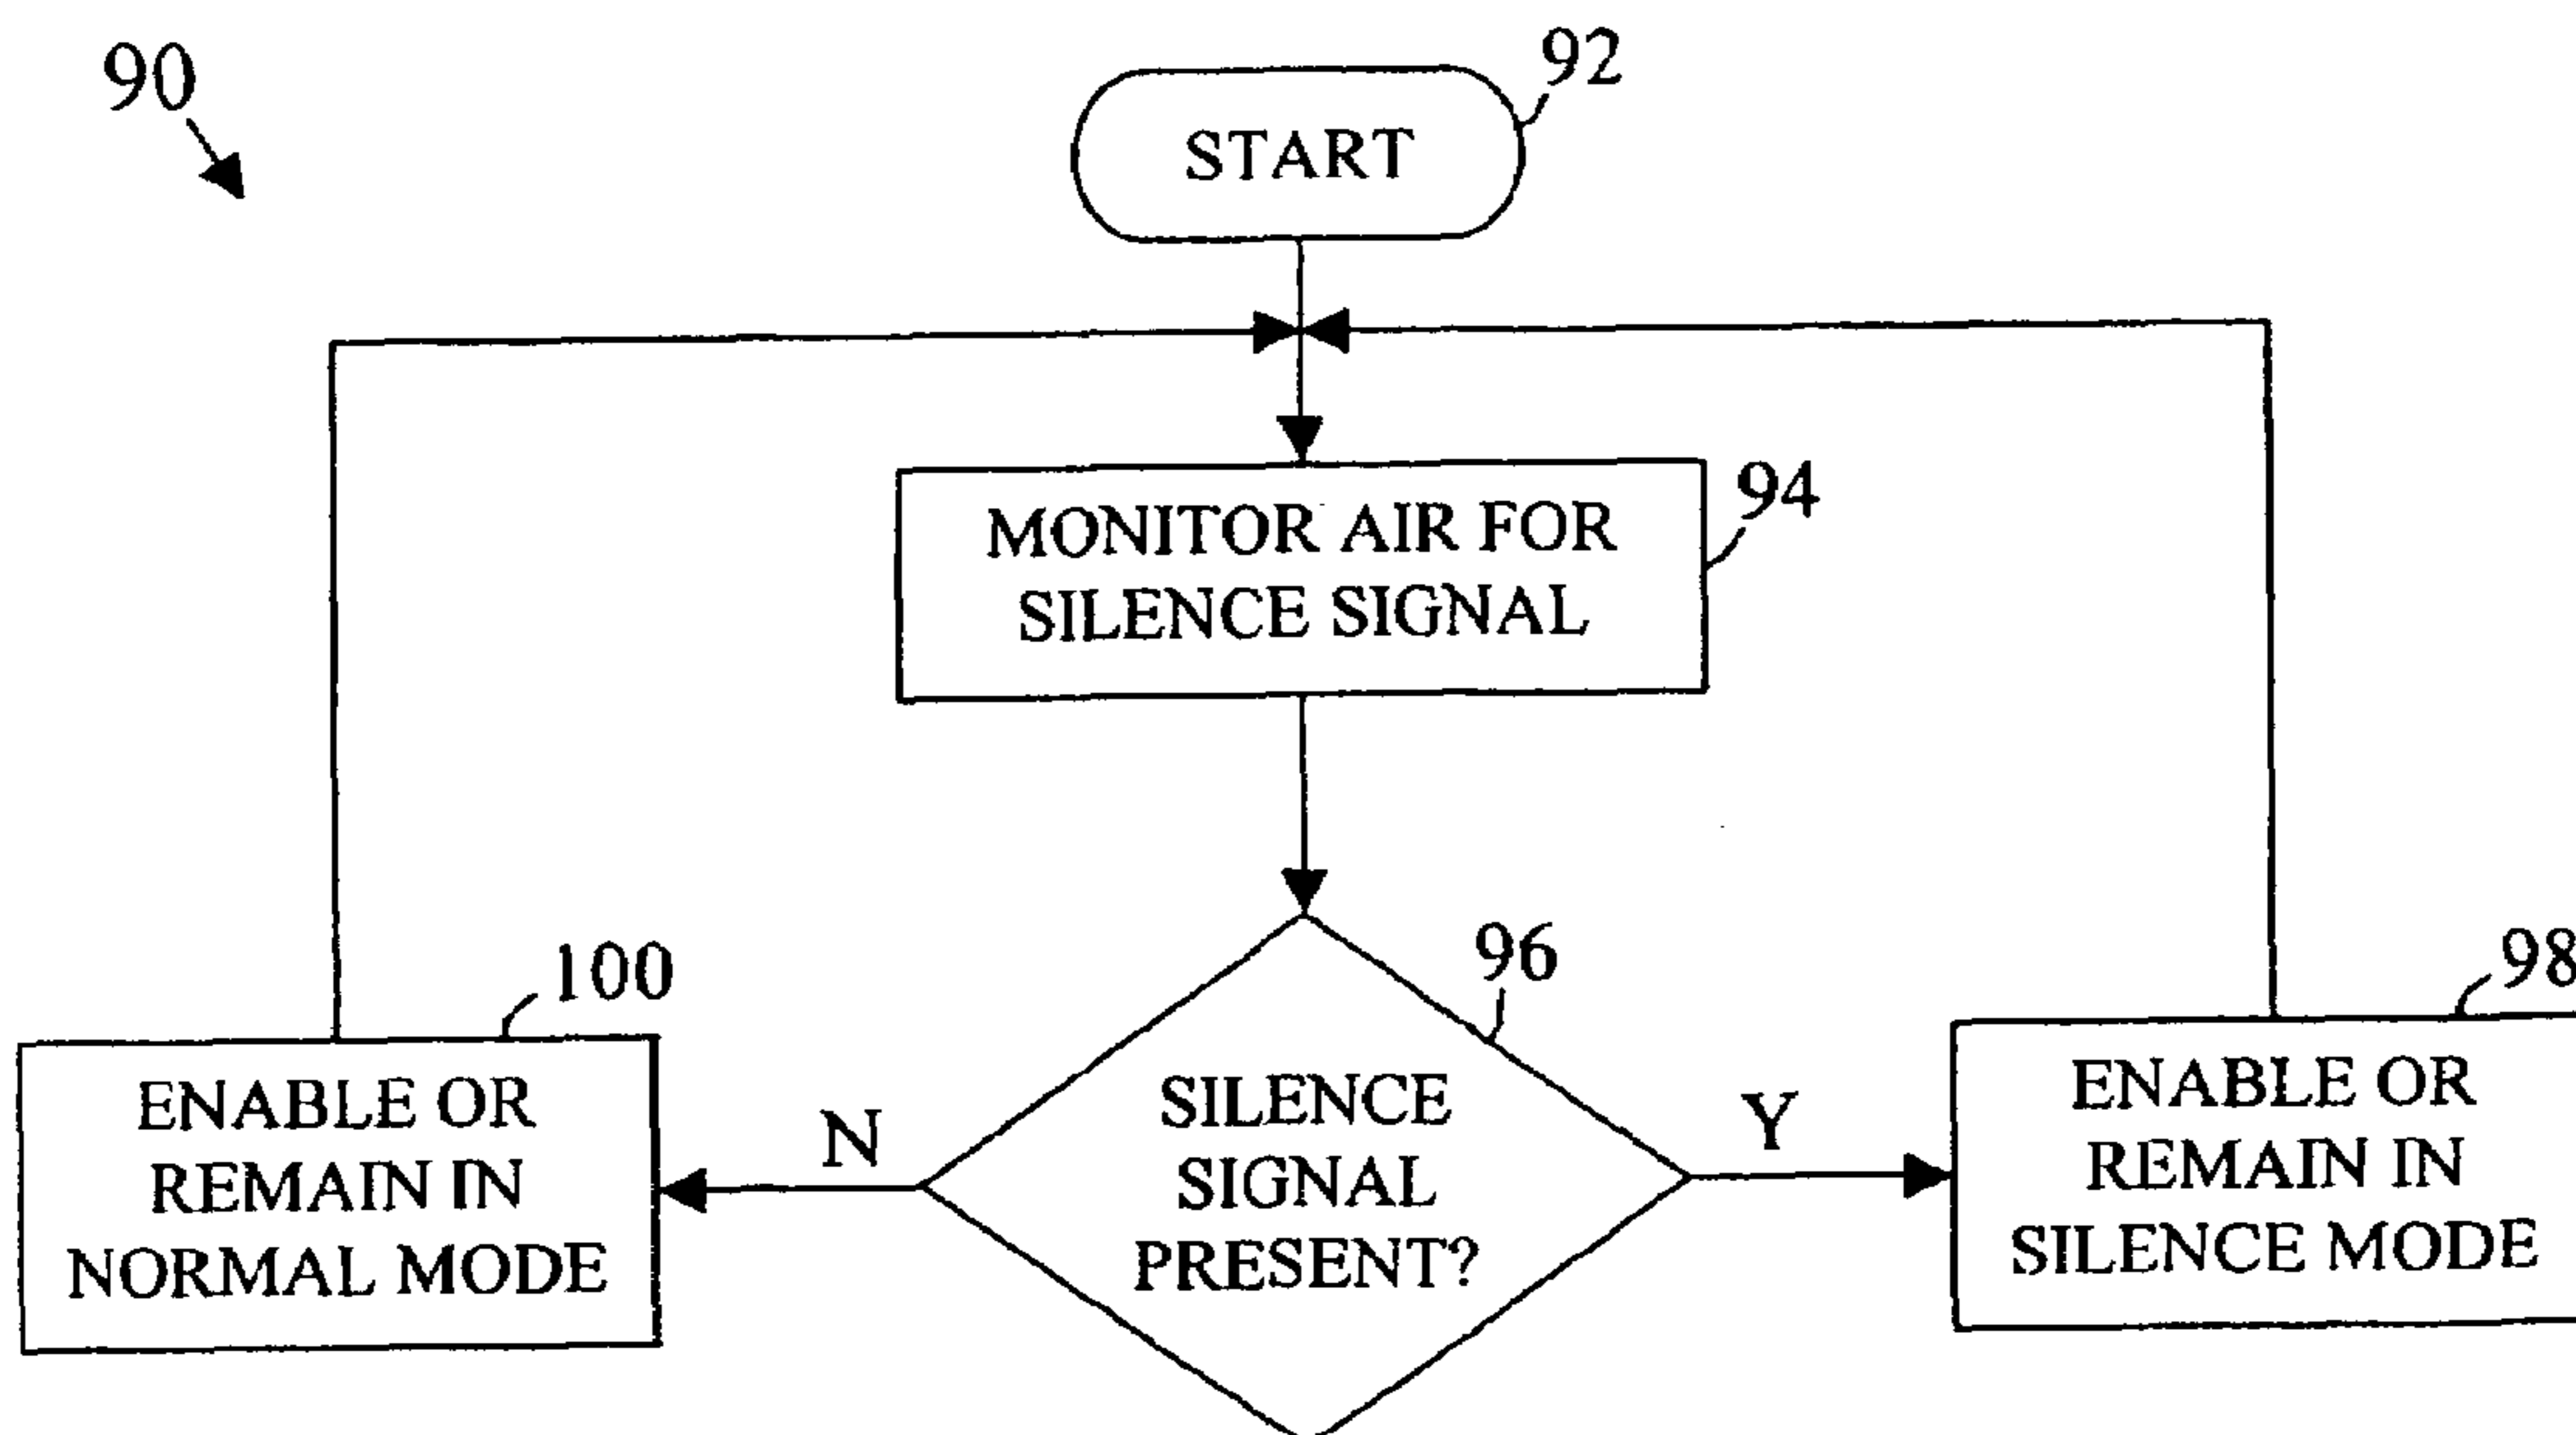 90
92
START
94
MONITOR AIR FOR
SILENCE SIGNAL
100
ENABLE OR
REMAIN IN
NORMAL MODE
N
96
SILENCE
SIGNAL
PRESENT?
Y
98
ENABLE OR
REMAIN IN
SILENCE MODE